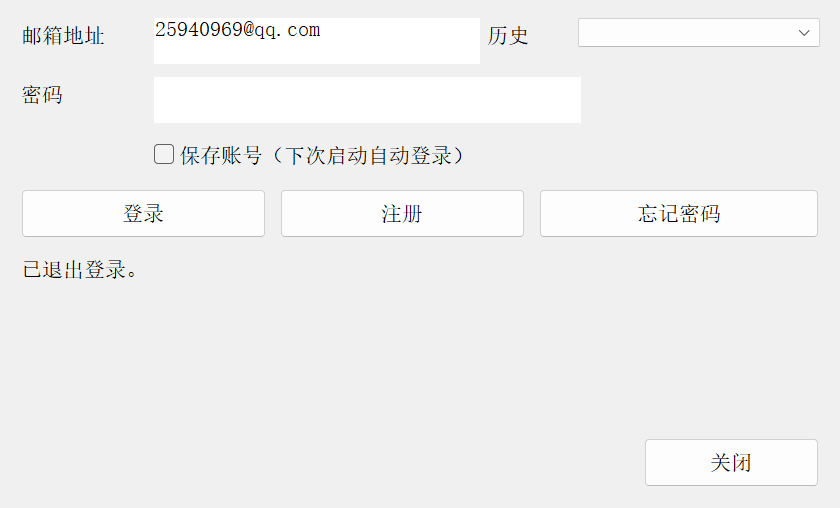 邮箱地址 25940969@qq.com 历史
密码
保存账号（下次启动自动登录）
登录 注册 忘记密码
已退出登录。
关闭